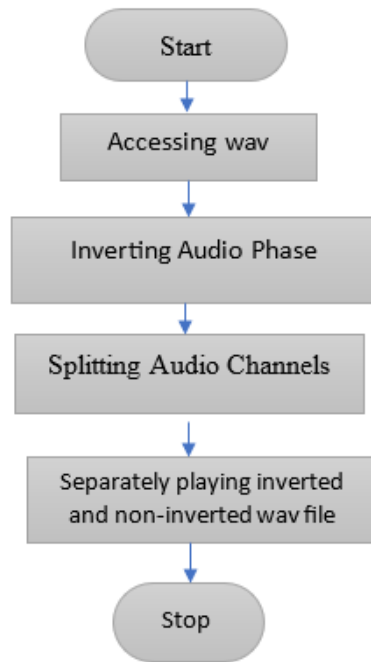 Start
Accessing wav
Inverting Audio Phase
Splitting Audio Channels
Separately playing inverted
and non-inverted wav file
Stop